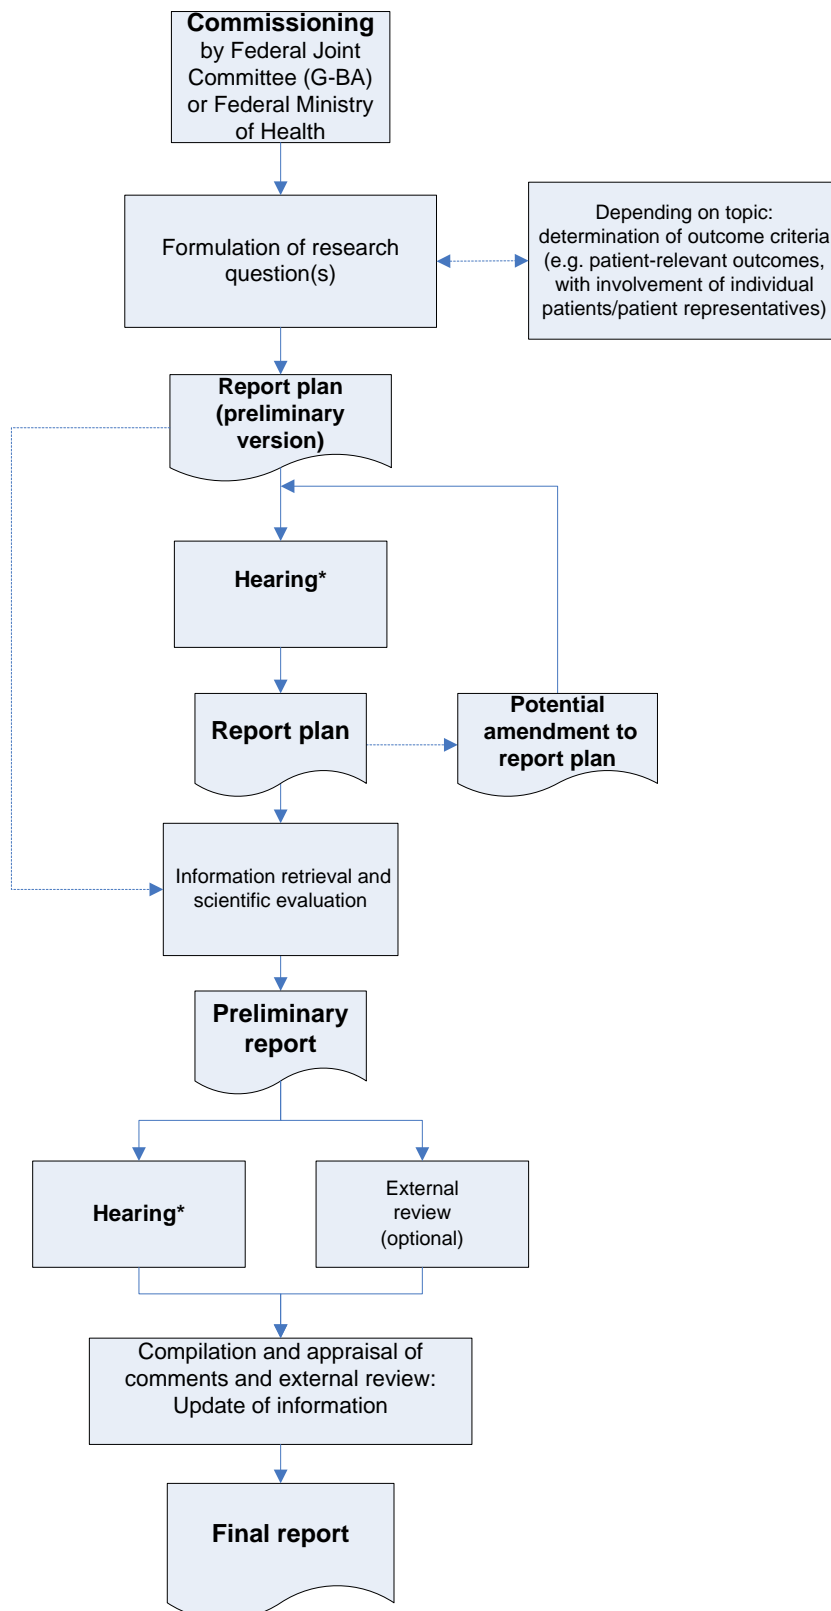 Commissioning
by Federal Joint
Committee (G-BA)
or Federal Ministry
of Health
Formulation of research
question(s)
Depending on topic:
determination of outcome criteria
(e.g. patient-relevant outcomes,
with involvement of individual
patients/patient representatives)
Report plan
(preliminary
version)
Hearing*
Report plan
Potential
amendment to
report plan
Information retrieval and
scientific evaluation
Preliminary
report
Hearing*
External
review
(optional)
Compilation and appraisal of
comments and external review:
Update of information
Final report